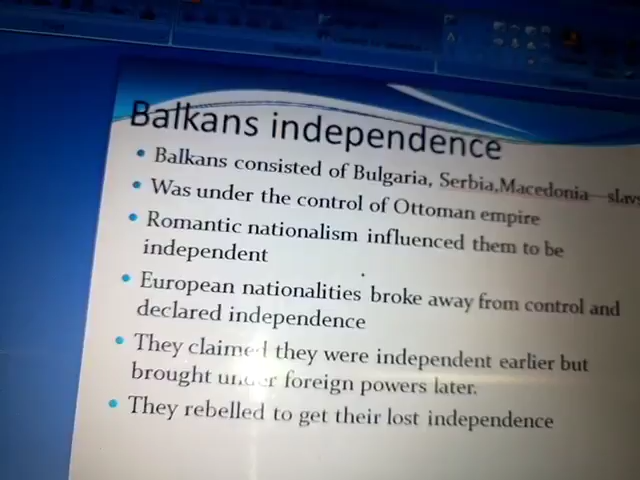 Balkans independence
• Balkans consisted of Bulgaria, Serbia,Macedonia—slavs
• Was under the control of Ottoman empire
• Romantic nationalism influenced them to be
independent
• European nationalities broke away from control and
declared independence
• They claimed they were independent earlier but
brought under foreign powers later.
• They rebelled to get their lost independence